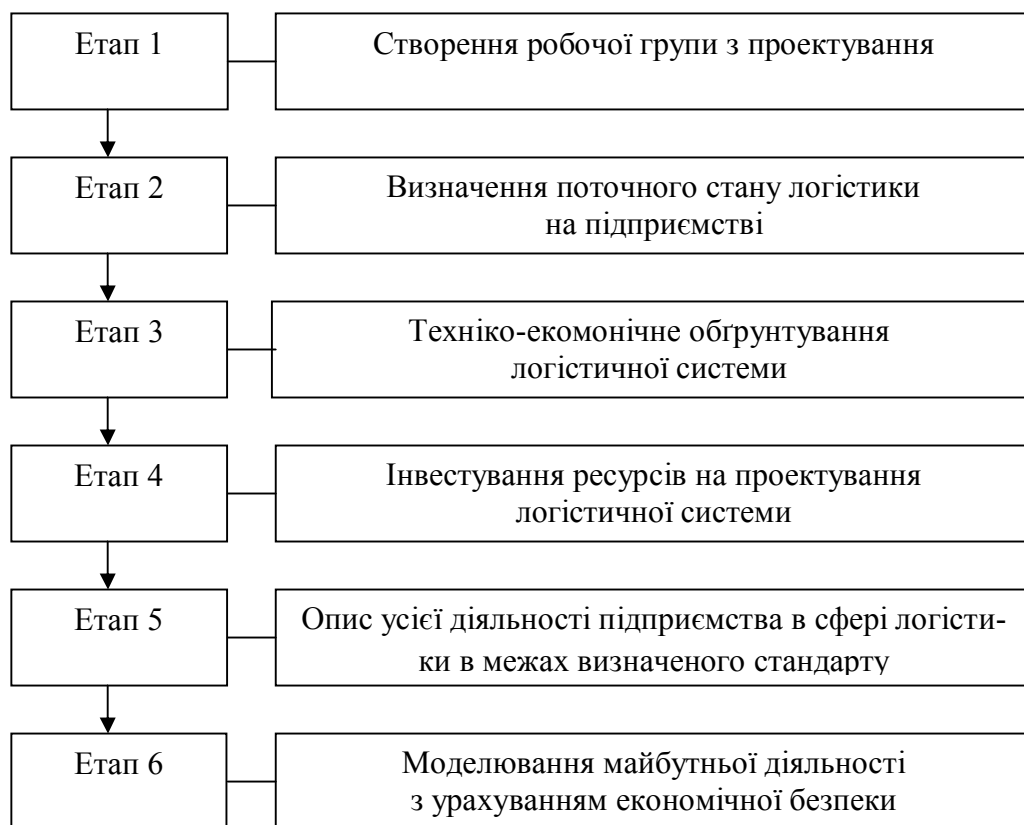 Етап 1
Створення робочої групи з проектування
Етап 2
Визначення поточного стану логістики
на підприємстві
Етап 3
Техніко-екомонічне обґрунтування
логістичної системи
Етап 4
Інвестування ресурсів на проектування
логістичної системи
Етап 5
Опис усієї діяльності підприємства в сфері логісти-
ки в межах визначеного стандарту
Етап 6
Моделювання майбутньої діяльності
з урахуванням економічної безпеки